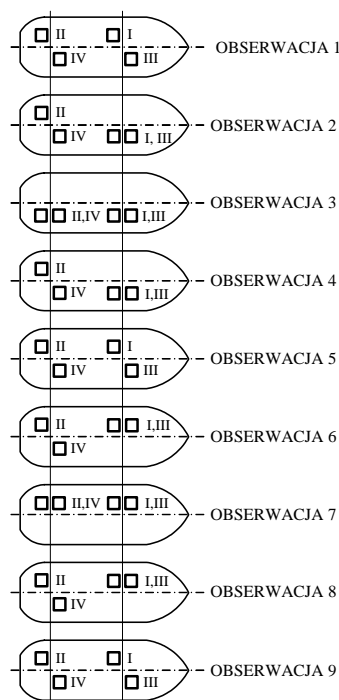 II I
IV III
OBSERWACJA 1
II
IV I, III
OBSERWACJA 2
II,IV I,III
OBSERWACJA 3
II
IV I,III
OBSERWACJA 4
II I
IV III
OBSERWACJA 5
II I,III
IV
OBSERWACJA 6
II,IV I,III
OBSERWACJA 7
II I,III
IV
OBSERWACJA 8
II I
IV III
OBSERWACJA 9